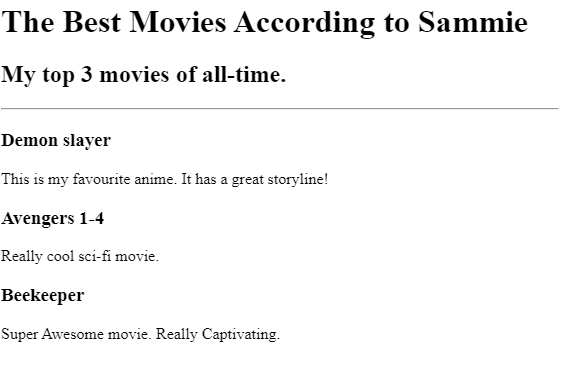 The Best Movies According to Sammie
My top 3 movies of all-time.
Demon slayer
This is my favourite anime. It has a great storyline!
Avengers 1-4
Really cool sci-fi movie.
Beekeeper
Super Awesome movie. Really Captivating.